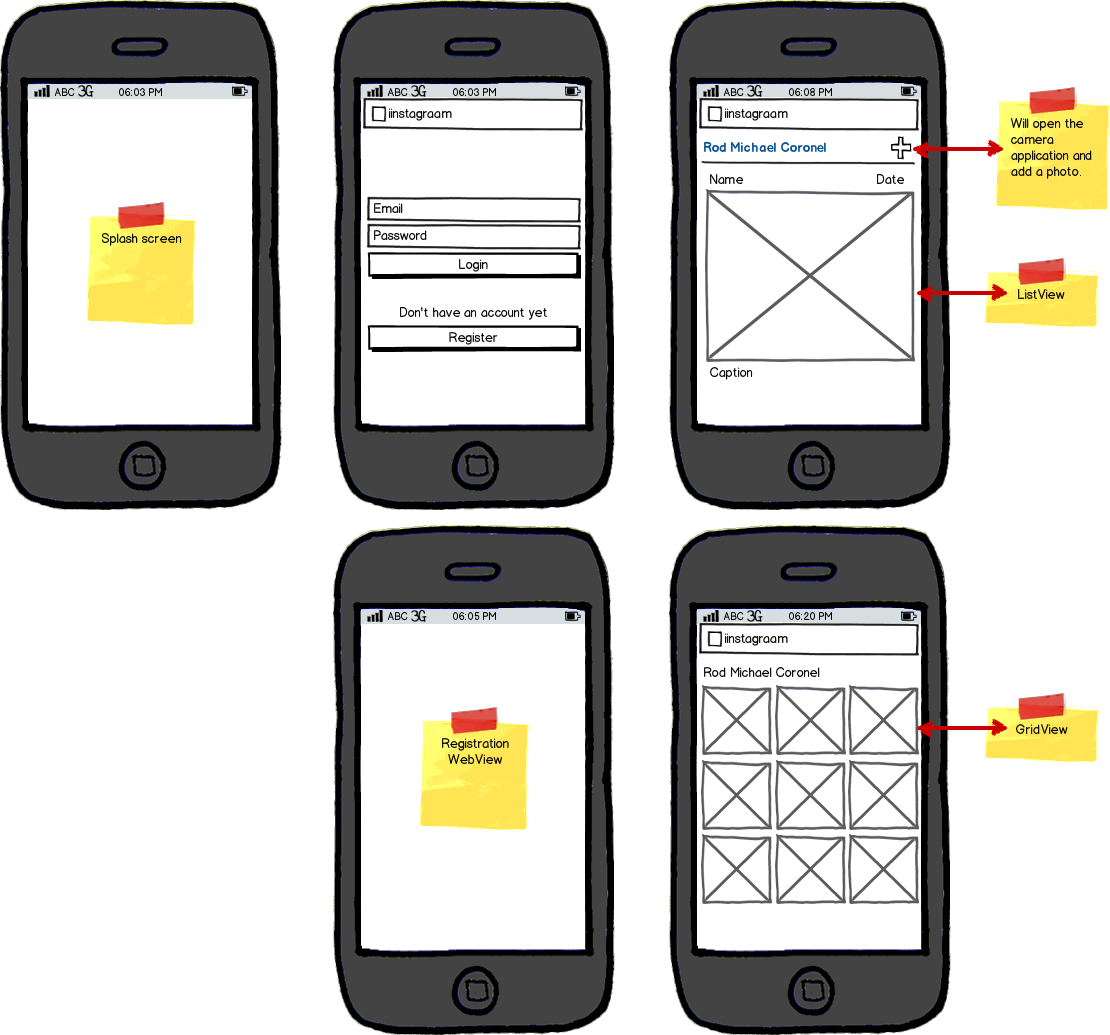 ABC 3G 06:03 PM
Splash screen
ABC 3G 06:03 PM
iinstagraam
Email
Password
Login
Don't have an account yet
Register
ABC 3G 06:08 PM
iinstagraam
Rod Michael Coronel
Name Date
Caption
Will open the
camera
application and
add a photo.
ListView
ABC 3G 06:05 PM
Registration
WebView
ABC 3G 06:20 PM
iinstagraam
Rod Michael Coronel
GridView